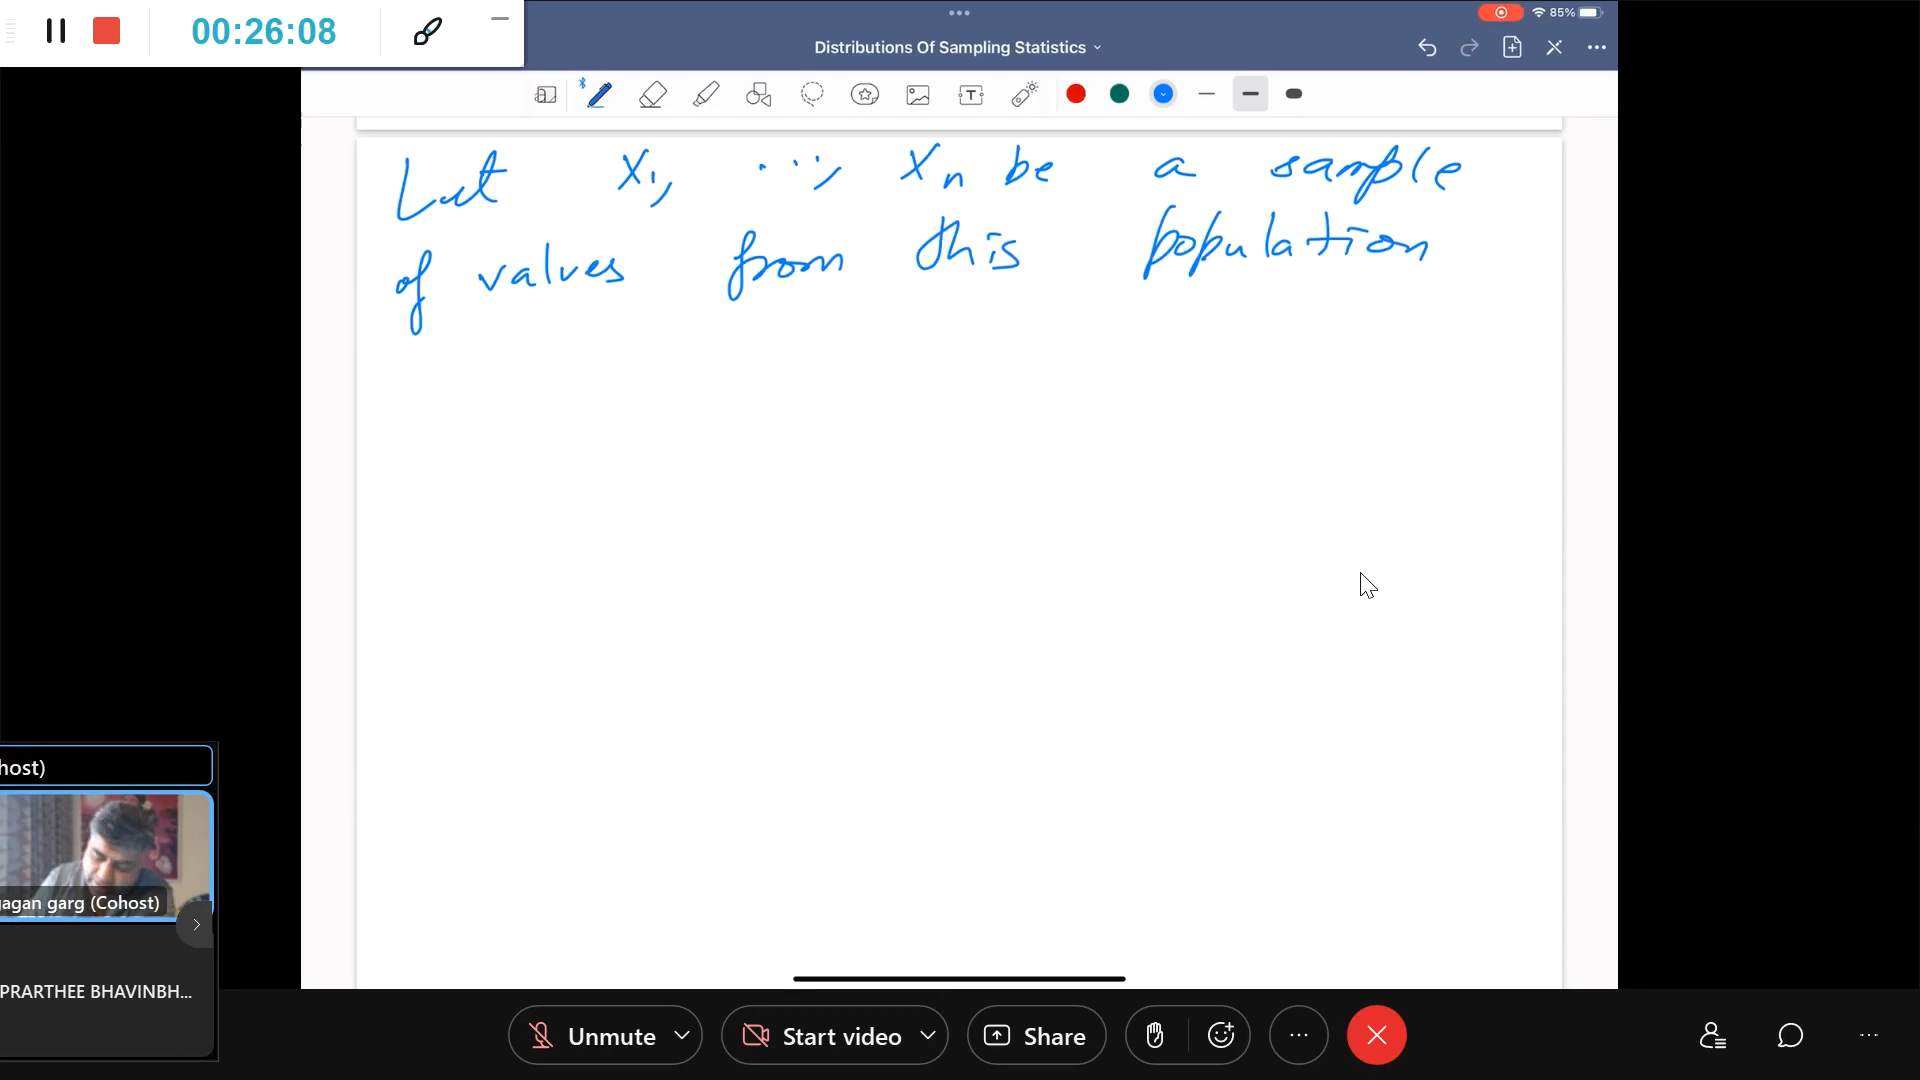 00:26:08
85%
Distributions Of Sampling Statistics
Let X₁, ..., Xₙ be a sample
of values from this population
host)
gagan garg (Cohost)
PRARTHEE BHAVINBH...
Unmute
Start video
Share